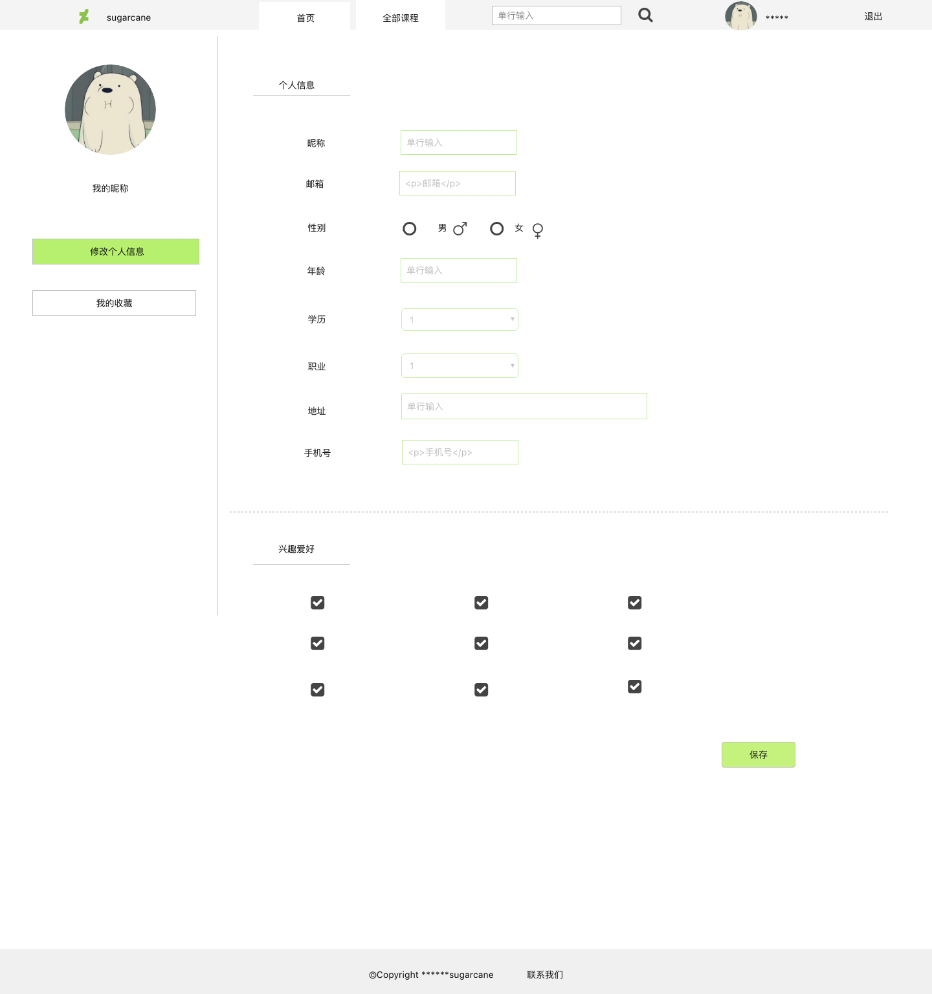 sugarcane 首页 全部课程 单行输入 ***** 退出
我的昵称
修改个人信息
我的收藏
个人信息
昵称 单行输入
邮箱 <p>邮箱</p>
性别 男 女
年龄 单行输入
学历 1
职业 1
地址 单行输入
手机号 <p>手机号</p>
兴趣爱好
保存
©Copyright ******sugarcane 联系我们